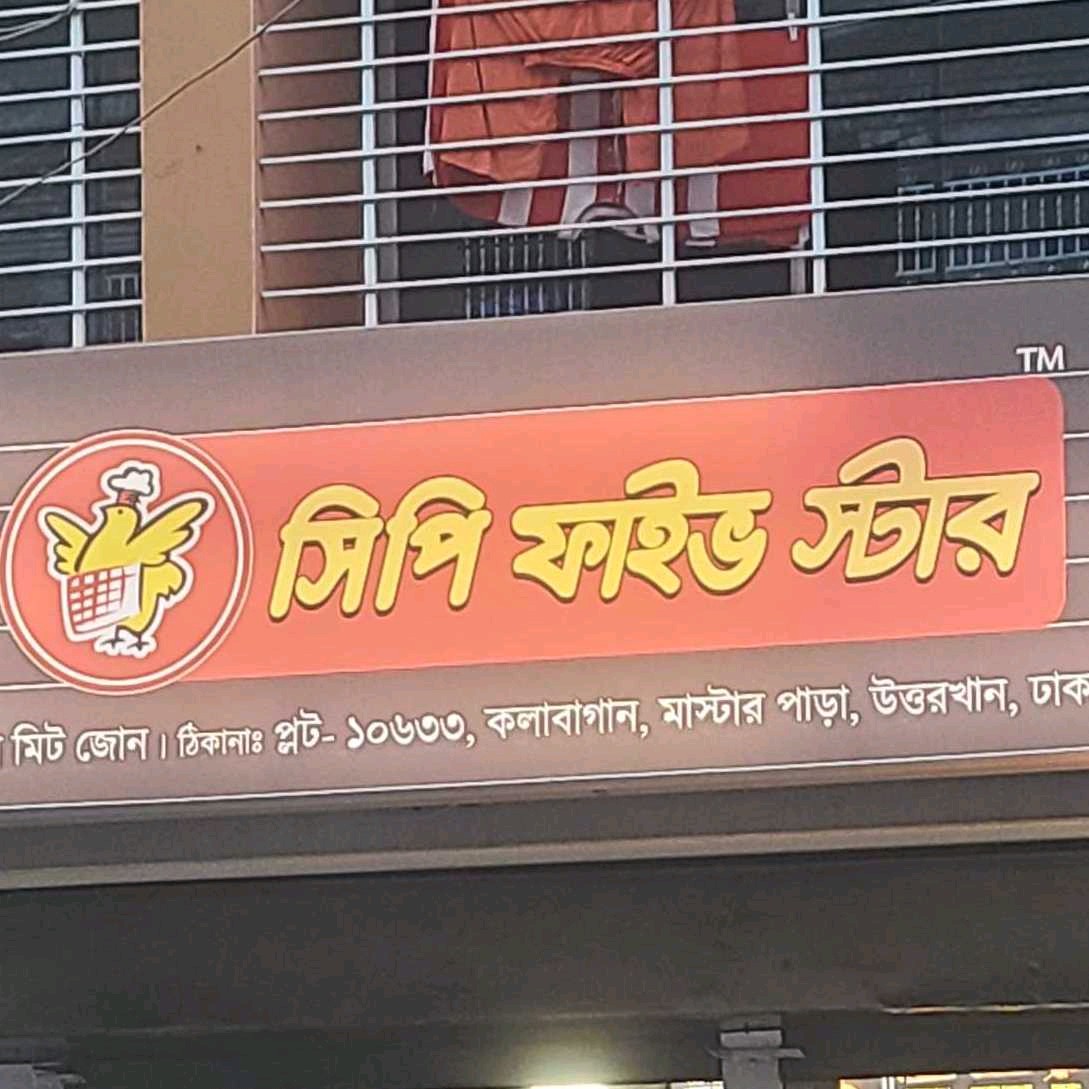 TM
সিপি ফাইভ স্টার
মিট জোন। ঠিকানাঃ প্লট- ১০৬৩৩, কলাবাগান, মাস্টার পাড়া, উত্তরখান,